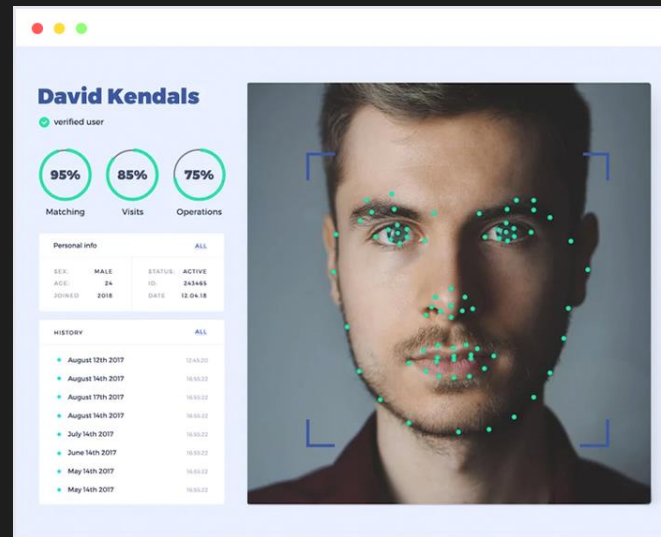 David Kendals
verified user
95%
85%
75%
Matching
Visits
Operations
Personal info
ALL
SEX:
MALE
AGE:
24
JOINED
2018
STATUS:
ACTIVE
ID:
243465
DATE
12.04.18
HISTORY
ALL
August 12th 2017
August 14th 2017
August 17th 2017
August 14th 2017
July 14th 2017
June 14th 2017
May 14th 2017
May 14th 2017